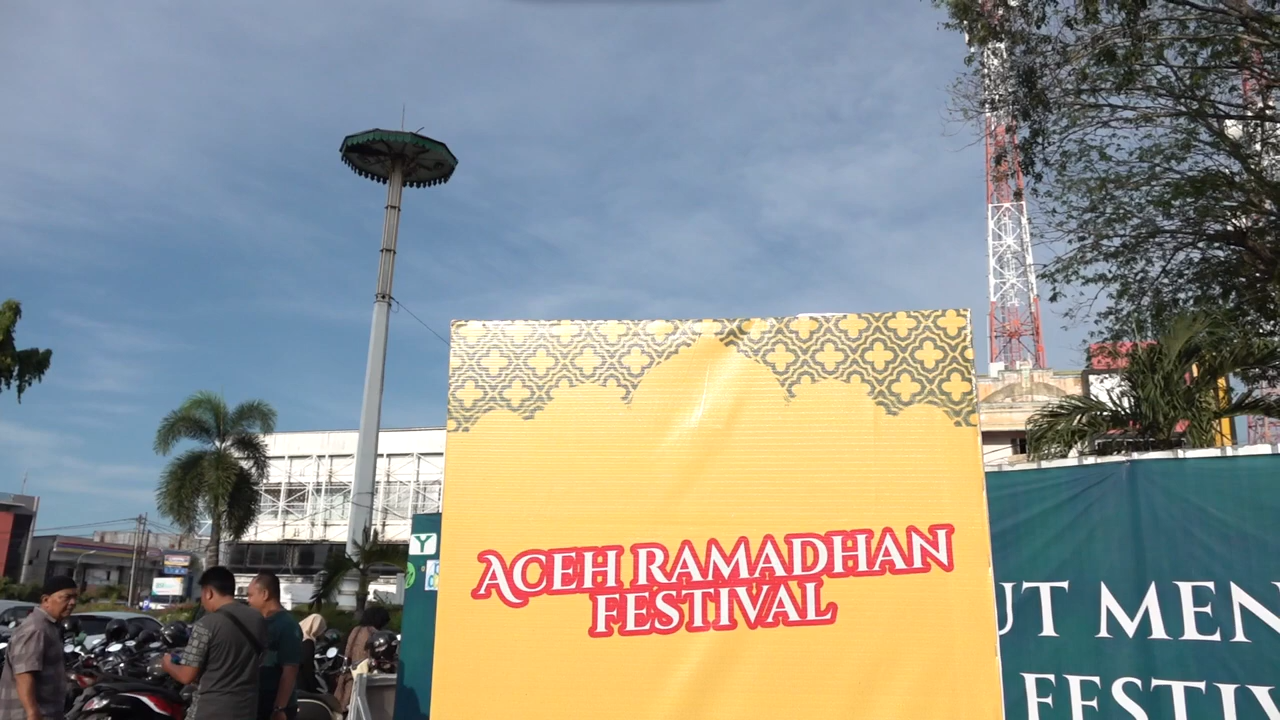 ACEH RAMADHAN
FESTIVAL
UT MEN
FESTIV
Y